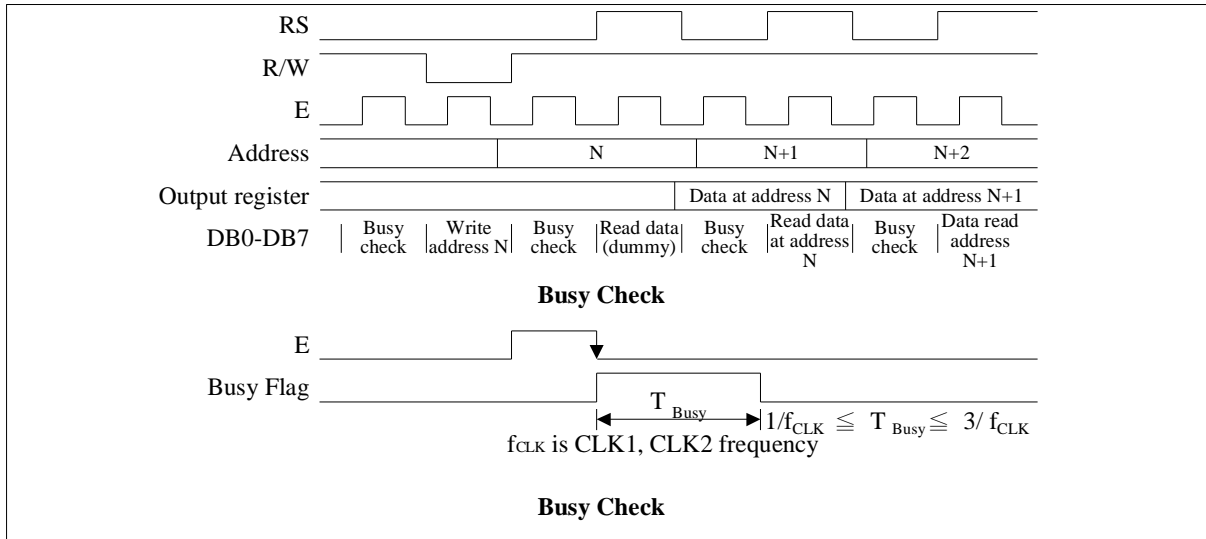 RS
R/W
E
Address N N+1 N+2
Output register Data at address N Data at address N+1
DB0-DB7
Busy check
Write address N
Busy check
Read data (dummy)
Busy check
Read data at address N
Busy check
Data read address N+1
Busy Check
E
Busy Flag
T Busy
1/fCLK ≦ T Busy ≦ 3/ fCLK
fCLK is CLK1, CLK2 frequency
Busy Check